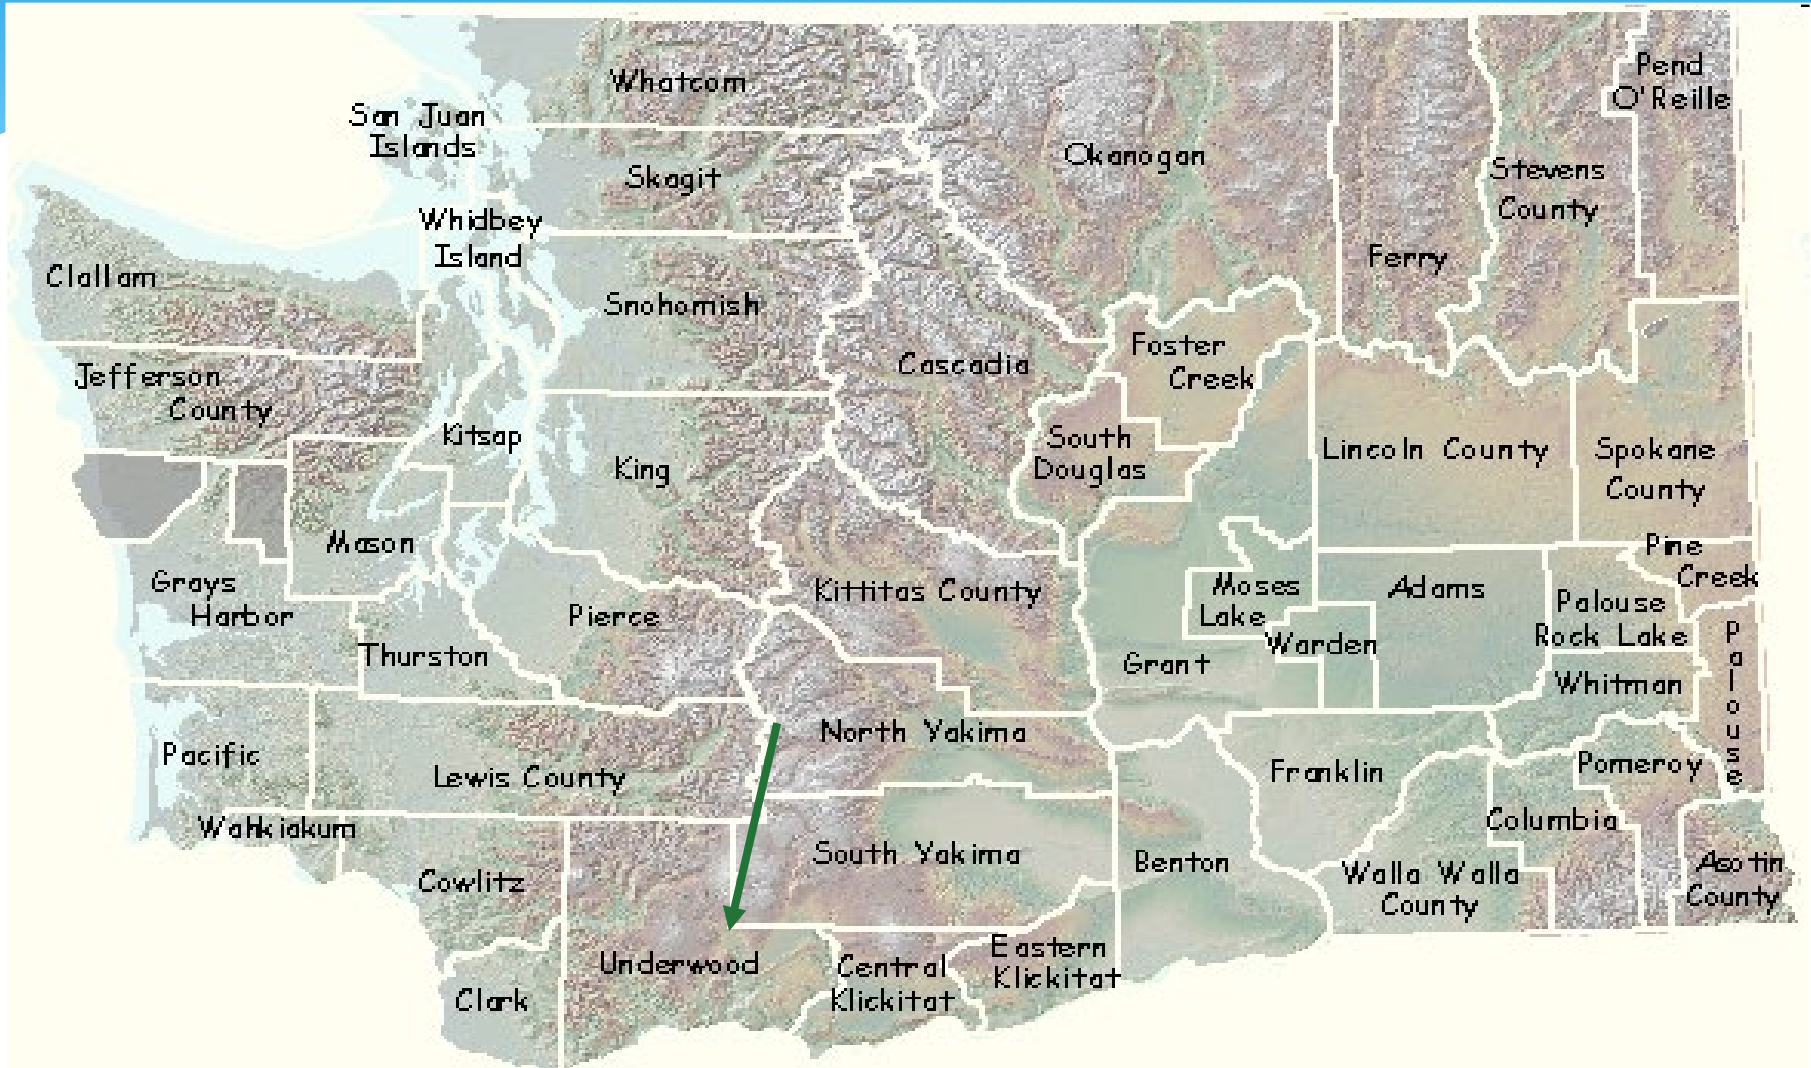 Whatcom
San Juan
Islands
Skagit
Whidbey
Island
Okanogan
Pend
O'Reille
Stevens
County
Ferry
Clallam
Snohomish
Jefferson
County
Cascadia
Foster
Creek
Kitsap
King
South
Douglas
Lincoln County
Spokane
County
Mason
Grays
Harbor
Pierce
Thurston
Kittitas County
Moses
Lake
Warden
Adams
Grant
Pine
Creek
Palouse
Rock Lake
Whitman
Palouse
Pacific
Lewis County
North Yakima
Franklin
Pomeroy
Wahkiakum
Cowlitz
South Yakima
Benton
Columbia
Walla Walla
County
Asotin
County
Underwood
Clark
Central
Klickitat
Eastern
Klickitat